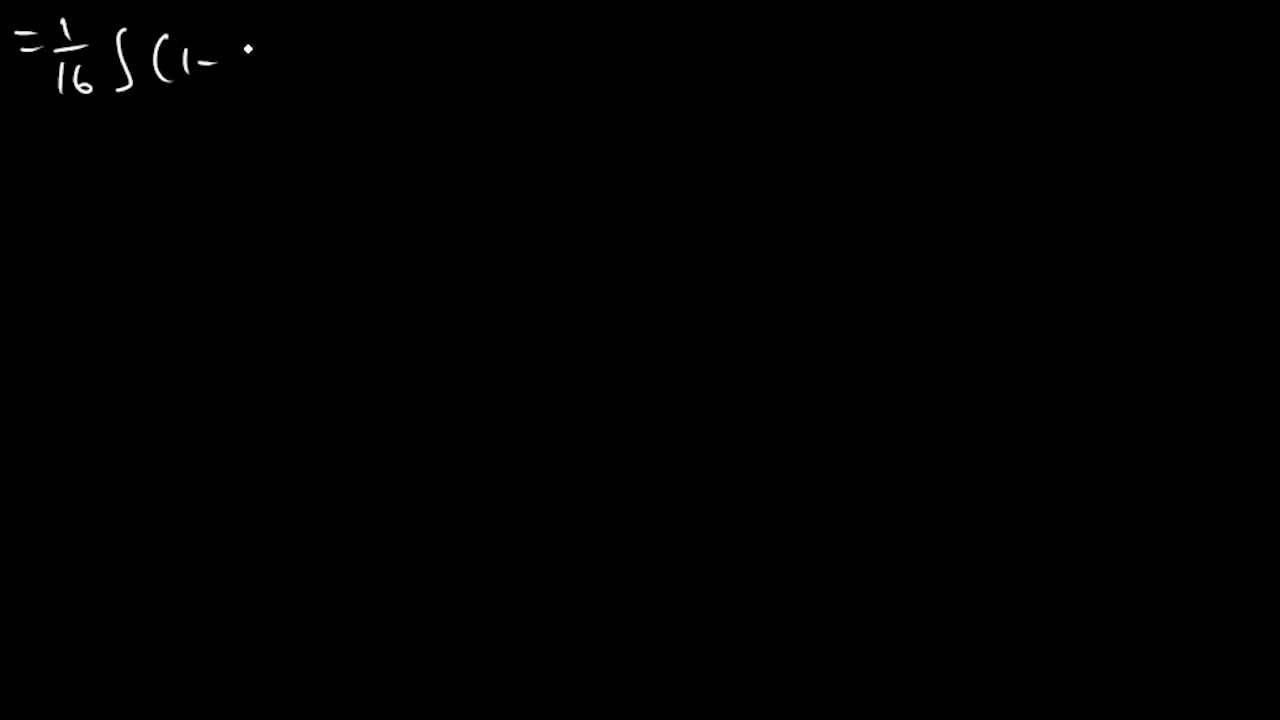 = 1/16 ∫ (1-